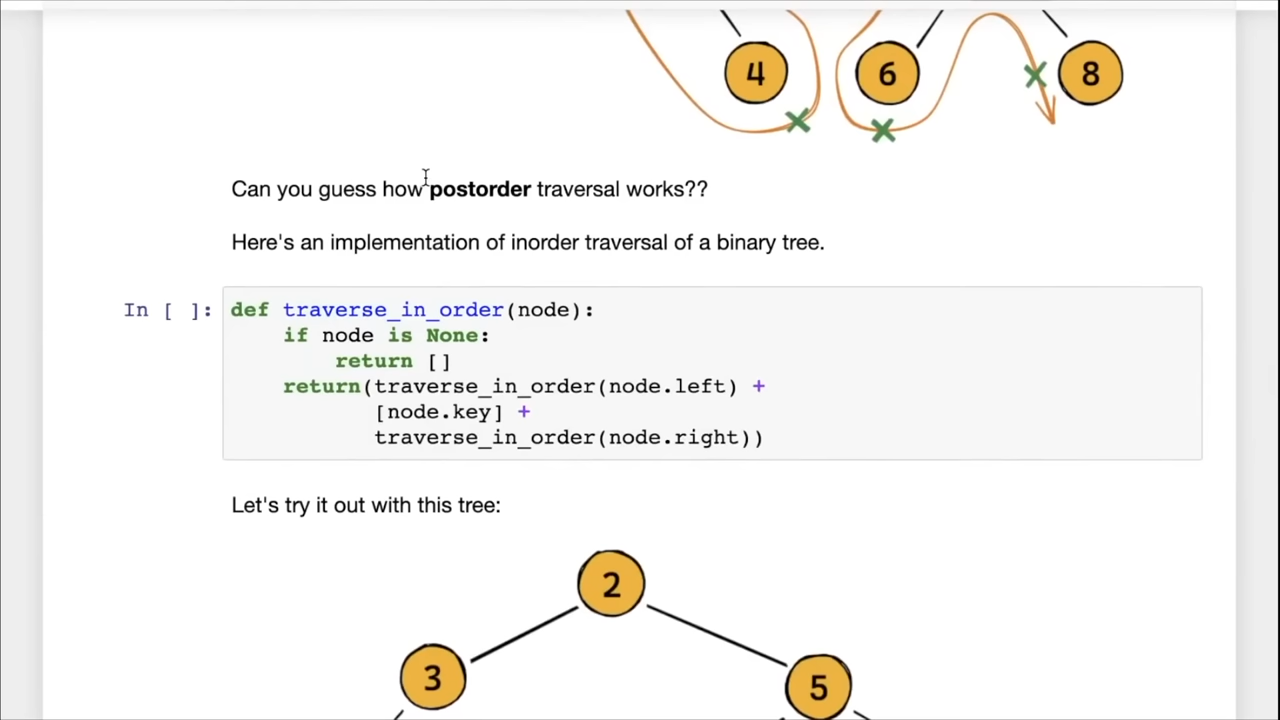 4 6 8
Can you guess how postorder traversal works??
Here's an implementation of inorder traversal of a binary tree.
In [ ]: def traverse_in_order(node):
    if node is None:
        return []
    return(traverse_in_order(node.left) +
           [node.key] +
           traverse_in_order(node.right))
Let's try it out with this tree:
2
3 5